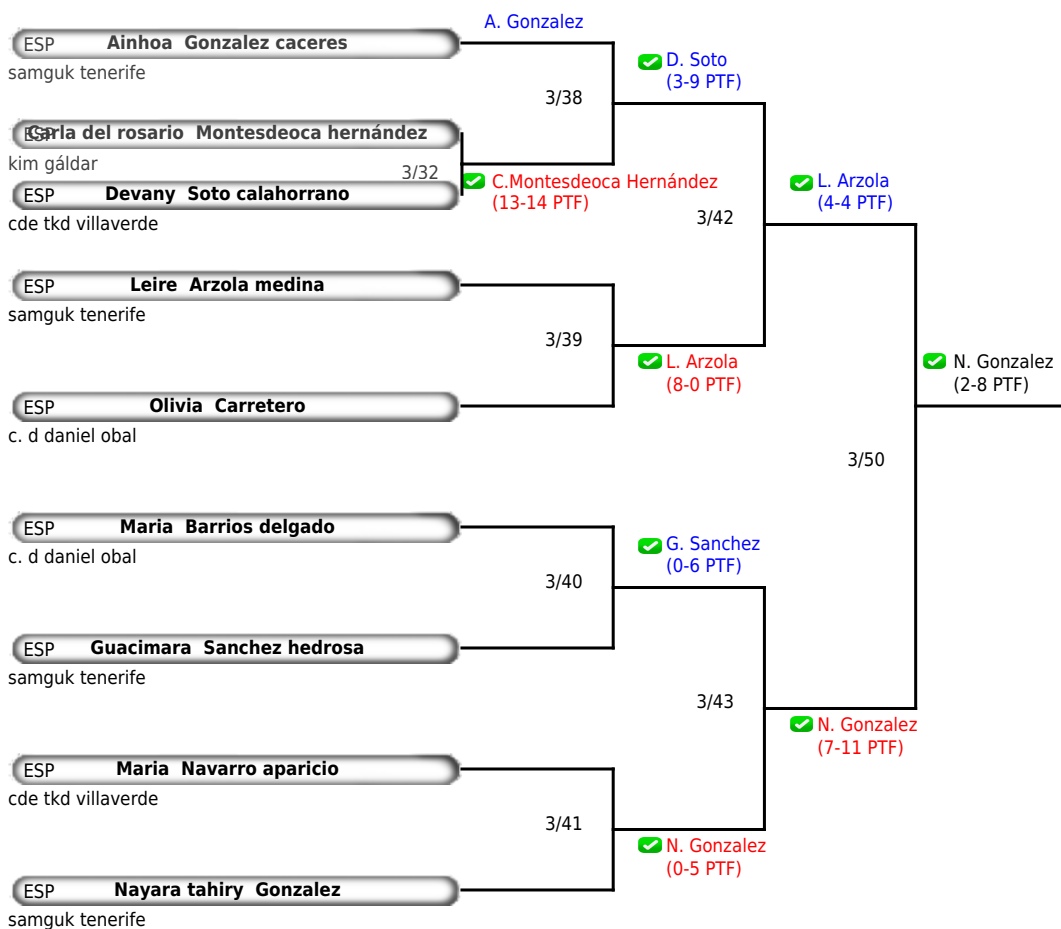 A. Gonzalez
ESP Ainhoa Gonzalez caceres
samguk tenerife
D. Soto
(3-9 PTF)
3/38
ESP Carla del rosario Montesdeoca hernández
kim gáldar
3/32
C.Montesdeoca Hernández
(13-14 PTF)
ESP Devany Soto calahorrano
cde tkd villaverde
L. Arzola
(4-4 PTF)
3/42
ESP Leire Arzola medina
samguk tenerife
3/39
L. Arzola
(8-0 PTF)
N. Gonzalez
(2-8 PTF)
ESP Olivia Carretero
c. d daniel obal
3/50
ESP Maria Barrios delgado
c. d daniel obal
G. Sanchez
(0-6 PTF)
3/40
ESP Guacimara Sanchez hedrosa
samguk tenerife
3/43
N. Gonzalez
(7-11 PTF)
ESP Maria Navarro aparicio
cde tkd villaverde
3/41
N. Gonzalez
(0-5 PTF)
ESP Nayara tahiry Gonzalez
samguk tenerife